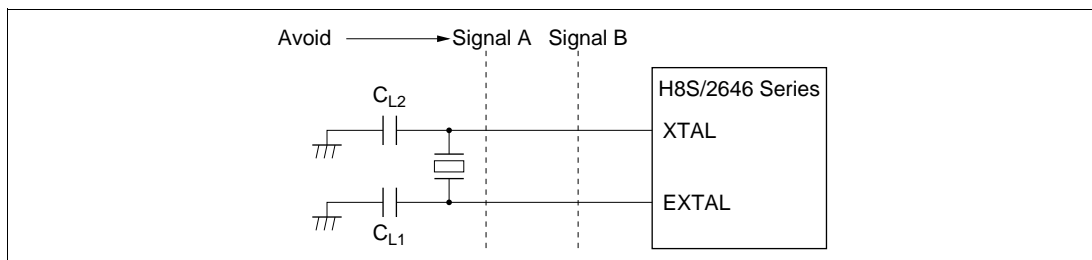 Avoid Signal A Signal B
H8S/2646 Series
CL2
XTAL
EXTAL
CL1